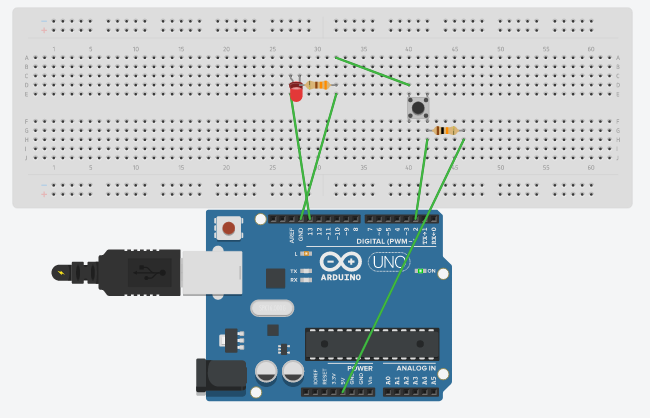 1 5 10 15 20 25 30 35 40 45 50 55 60
A A
B B
C C
D D
E E
F F
G G
H H
I I
J J
1 5 10 15 20 25 30 35 40 45 50 55 60
AREF GND 13 12 ~11 ~10 ~9 8 7 ~6 ~5 4 ~3 2 TX→1 RX←0
DIGITAL (PWM~)
L
TX
RX
UNO
ARDUINO
ON
POWER ANALOG IN
IOREF RESET 3.3V 5V GND GND Vin A0 A1 A2 A3 A4 A5